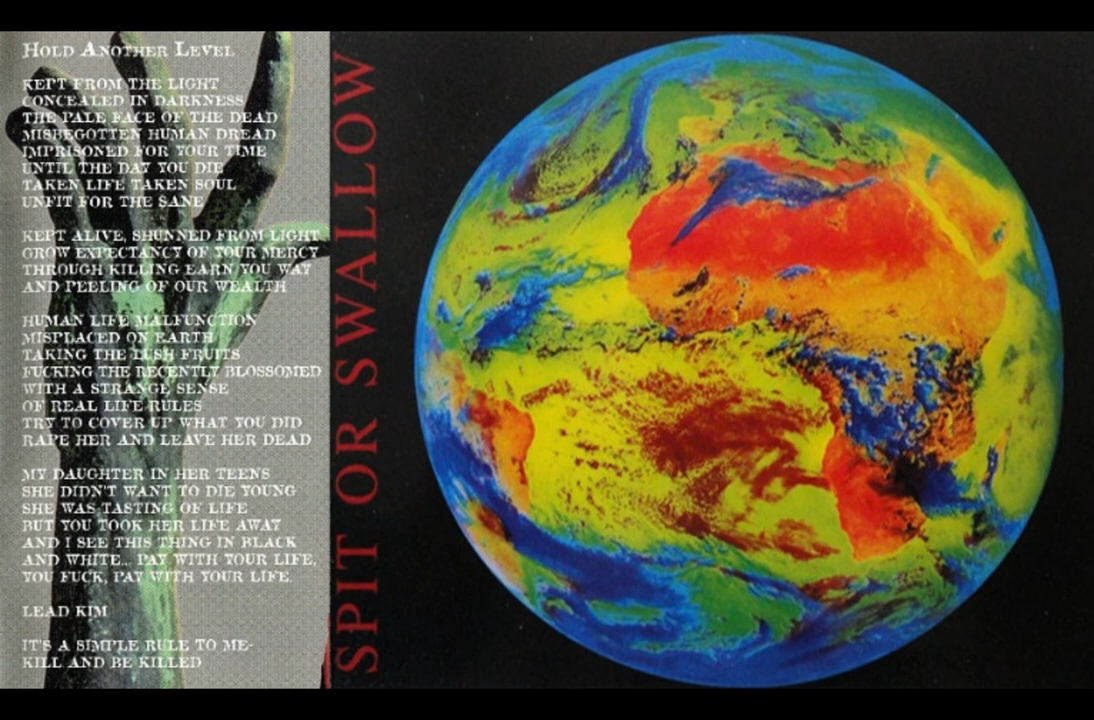 Hold Another Level
KEPT FROM THE LIGHT
CONCEALED IN DARKNESS
THE PALE FACE OF THE DEAD
MISBEGOTTEN HUMAN DREAD
IMPRISONED FOR YOUR TIME
UNTIL THE DAY YOU DIE
TAKEN LIFE TAKEN SOUL
UNFIT FOR THE SANE
KEPT ALIVE, SHUNNED FROM LIGHT
GROW EXPECTANCY OF YOUR MERCY
THROUGH KILLING EARN YOU WAY
AND PEELING OF OUR WEALTH
HUMAN LIFE MALFUNCTION
MISPLACED ON EARTH
TAKING THE LUSH FRUITS
FUCKING THE RECENTLY BLOSSOMED
WITH A STRANGE SENSE
OF REAL LIFE RULES
TRY TO COVER UP WHAT YOU DID
RAPE HER AND LEAVE HER DEAD
MY DAUGHTER IN HER TEENS
SHE DIDN'T WANT TO DIE YOUNG
SHE WAS TASTING OF LIFE
BUT YOU TOOK HER LIFE AWAY
AND I SEE THIS THING IN BLACK
AND WHITE... PAY WITH YOUR LIFE,
YOU FUCK, PAY WITH YOUR LIFE.
LEAD KIM
IT'S A SIMPLE RULE TO ME-
KILL AND BE KILLED
SPIT OR SWALLOW